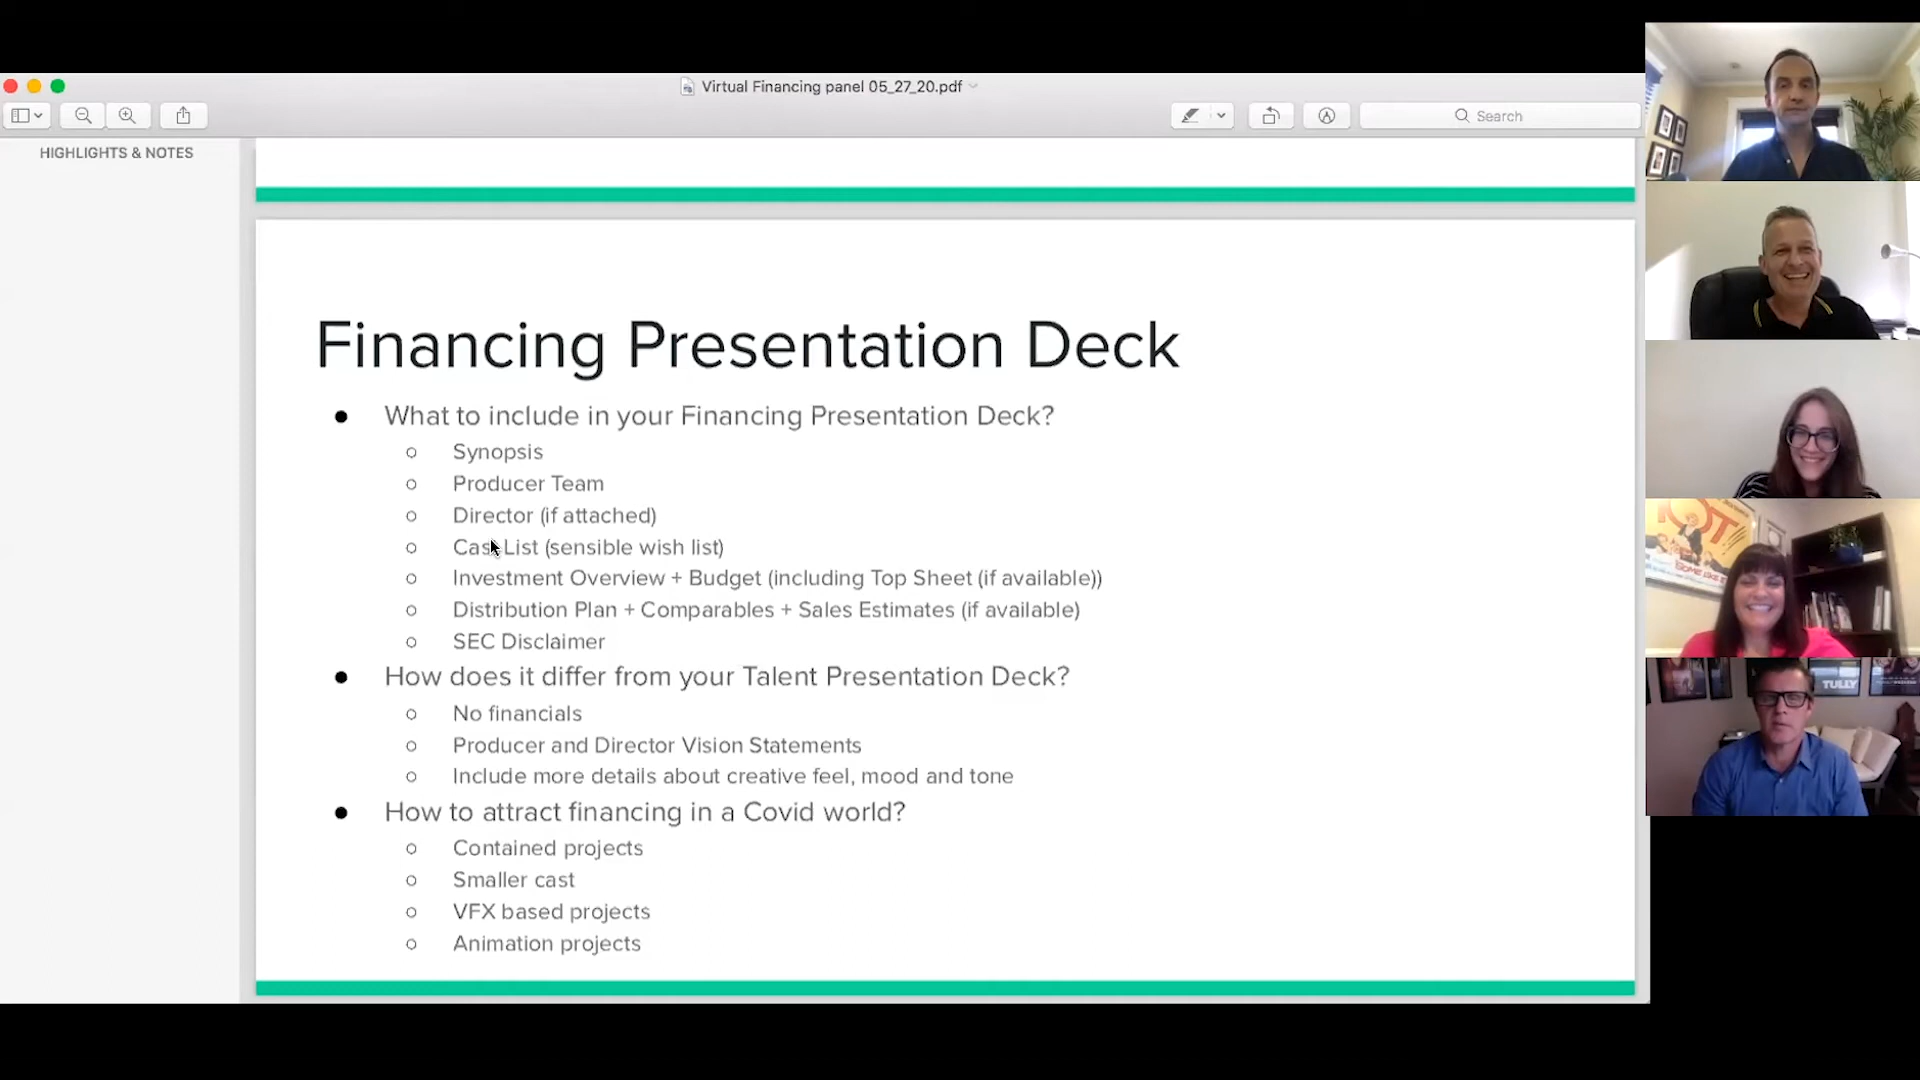 Virtual Financing panel 05_27_20.pdf
Search
HIGHLIGHTS & NOTES
Financing Presentation Deck
What to include in your Financing Presentation Deck?
Synopsis
Producer Team
Director (if attached)
Cast List (sensible wish list)
Investment Overview + Budget (including Top Sheet (if available))
Distribution Plan + Comparables + Sales Estimates (if available)
SEC Disclaimer
How does it differ from your Talent Presentation Deck?
No financials
Producer and Director Vision Statements
Include more details about creative feel, mood and tone
How to attract financing in a Covid world?
Contained projects
Smaller cast
VFX based projects
Animation projects
SOME LIKE
TULLY